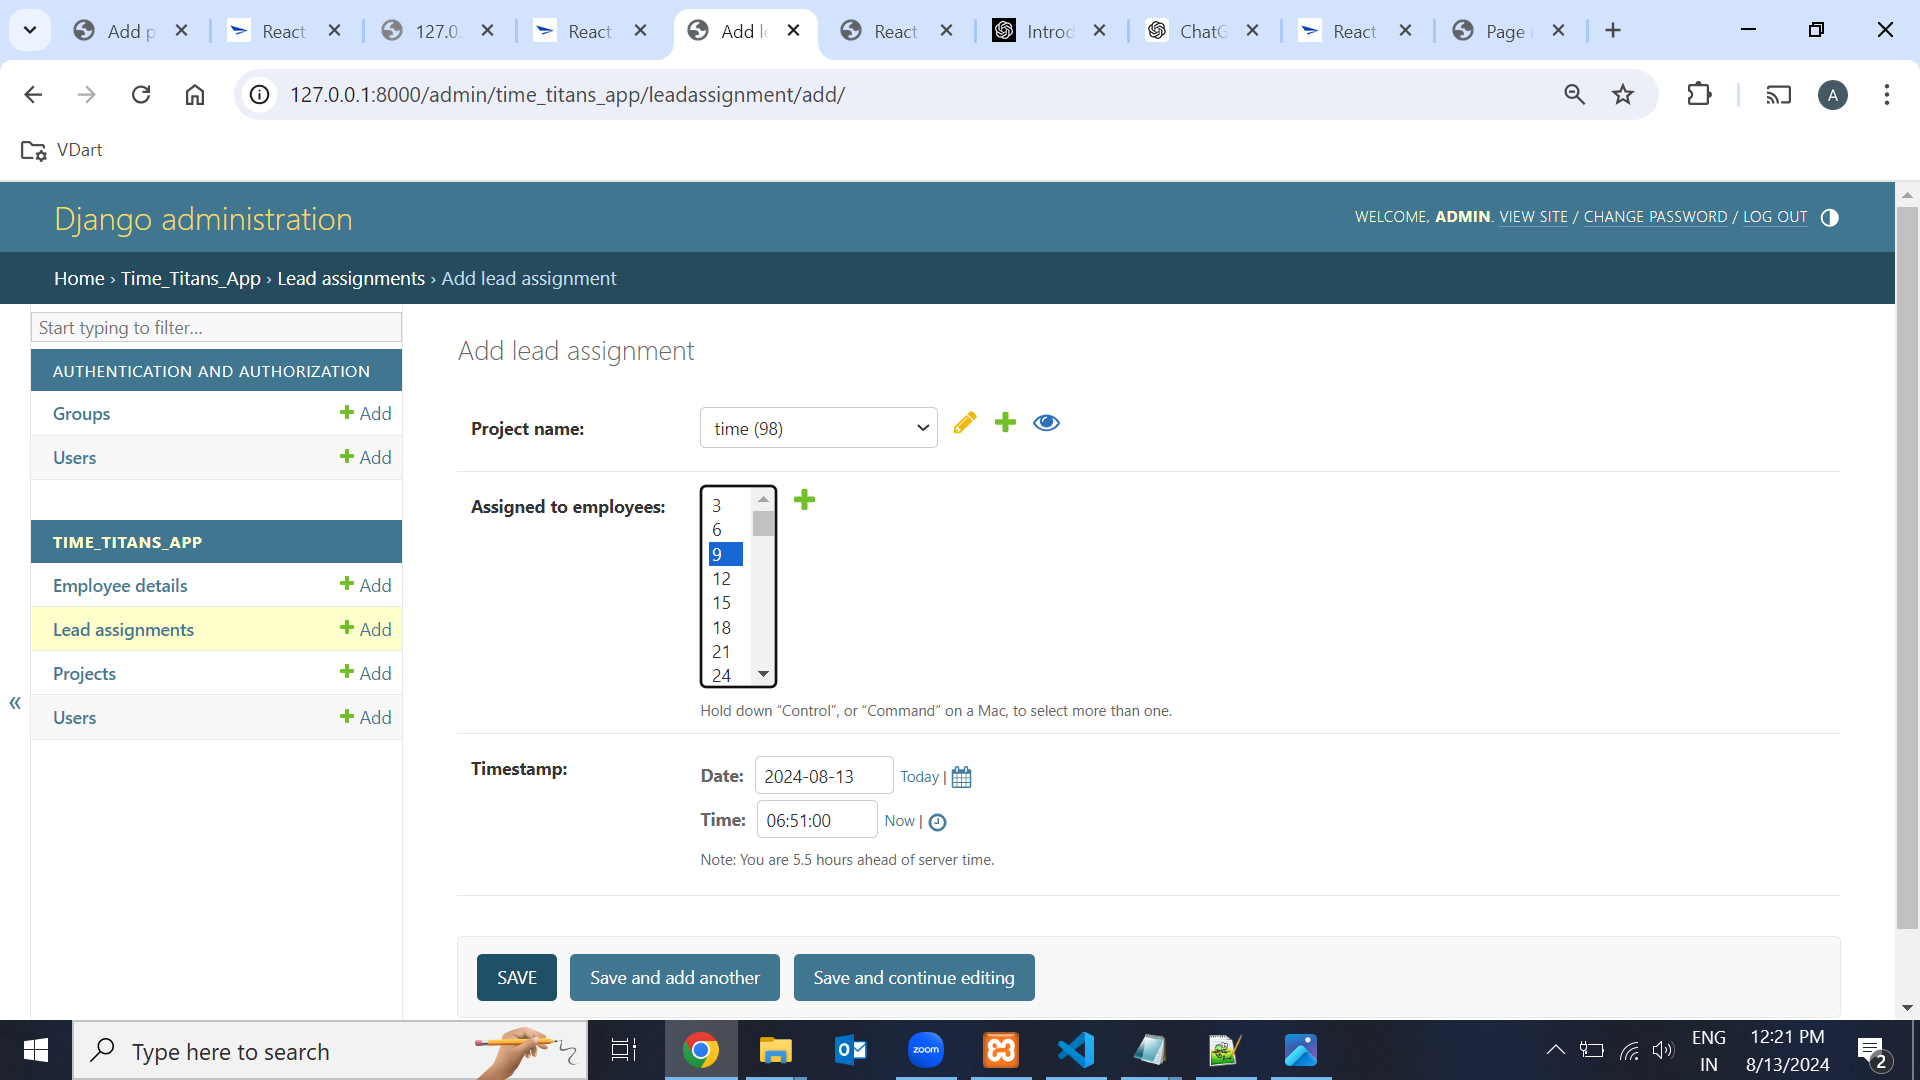 Add p
React
127.0.
React
Add le
React
Introd
ChatG
React
Page
127.0.0.1:8000/admin/time_titans_app/leadassignment/add/
A
VDart
Django administration
WELCOME, ADMIN. VIEW SITE / CHANGE PASSWORD / LOG OUT
Home › Time_Titans_App › Lead assignments › Add lead assignment
Start typing to filter...
AUTHENTICATION AND AUTHORIZATION
Groups Add
Users Add
TIME_TITANS_APP
Employee details Add
Lead assignments Add
Projects Add
Users Add
«
Add lead assignment
Project name: time (98)
Assigned to employees:
3
6
9
12
15
18
21
24
Hold down “Control”, or “Command” on a Mac, to select more than one.
Timestamp:
Date: 2024-08-13 Today |
Time: 06:51:00 Now |
Note: You are 5.5 hours ahead of server time.
SAVE Save and add another Save and continue editing
Type here to search
zoom
ENG
IN
12:21 PM
8/13/2024
2